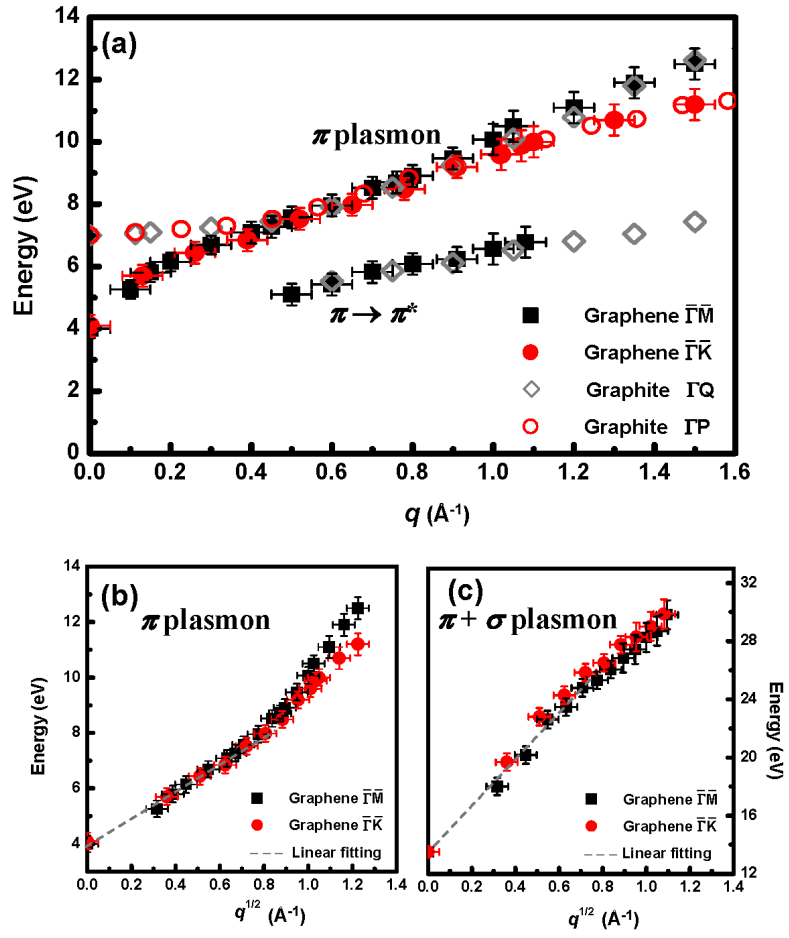 (a)
π plasmon
π → π*
Graphene Γ̄M̄
Graphene Γ̄K̄
Graphite ΓQ
Graphite ΓP
Energy (eV)
14
12
10
8
6
4
2
0
0.0 0.2 0.4 0.6 0.8 1.0 1.2 1.4 1.6
q (Å⁻¹)
(b)
π plasmon
Graphene Γ̄M̄
Graphene Γ̄K̄
Linear fitting
Energy (eV)
14
12
10
8
6
4
0.0 0.2 0.4 0.6 0.8 1.0 1.2 1.4
q^1/2 (Å⁻¹)
(c)
π + σ plasmon
Graphene Γ̄M̄
Graphene Γ̄K̄
Linear fitting
32
28
24
20
16
12
Energy (eV)
0.0 0.2 0.4 0.6 0.8 1.0 1.2 1.4
q^1/2 (Å⁻¹)